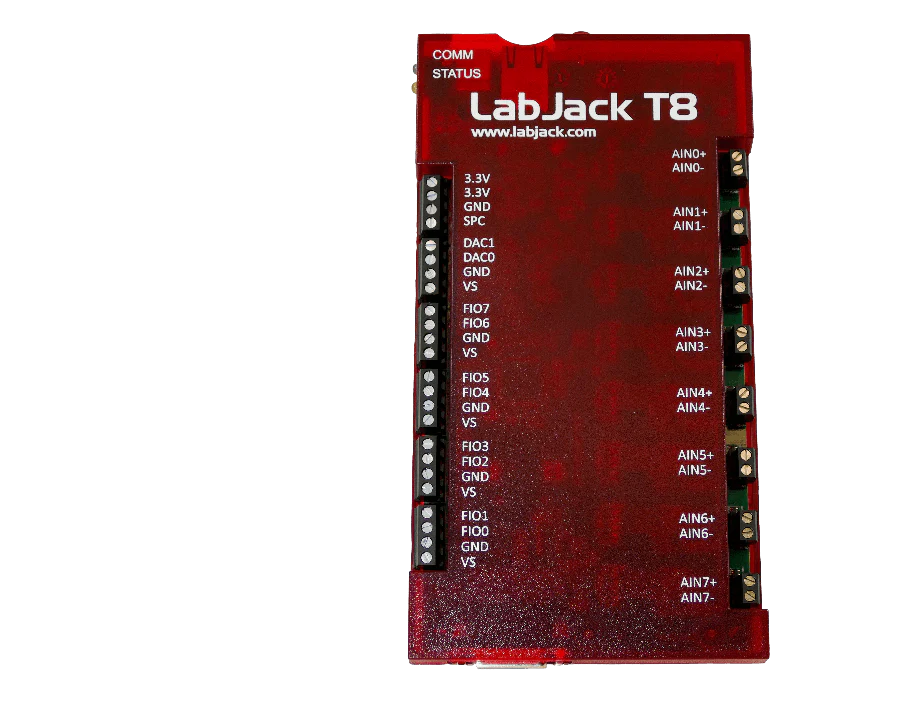 COMM
STATUS
LabJack T8
www.labjack.com
3.3V
3.3V
GND
SPC
DAC1
DAC0
GND
VS
FIO7
FIO6
GND
VS
FIO5
FIO4
GND
VS
FIO3
FIO2
GND
VS
FIO1
FIO0
GND
VS
AIN0+
AIN0-
AIN1+
AIN1-
AIN2+
AIN2-
AIN3+
AIN3-
AIN4+
AIN4-
AIN5+
AIN5-
AIN6+
AIN6-
AIN7+
AIN7-